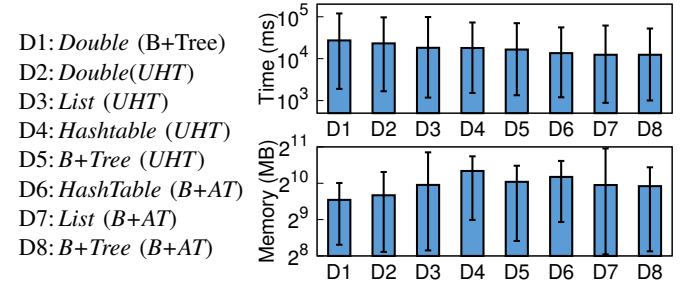 D1: Double (B+Tree)
D2: Double(UHT)
D3: List (UHT)
D4: Hashtable (UHT)
D5: B+Tree (UHT)
D6: HashTable (B+AT)
D7: List (B+AT)
D8: B+Tree (B+AT)
Time (ms)
10^5
10^4
10^3
D1 D2 D3 D4 D5 D6 D7 D8
Memory (MB)
2^11
2^10
2^9
2^8
D1 D2 D3 D4 D5 D6 D7 D8